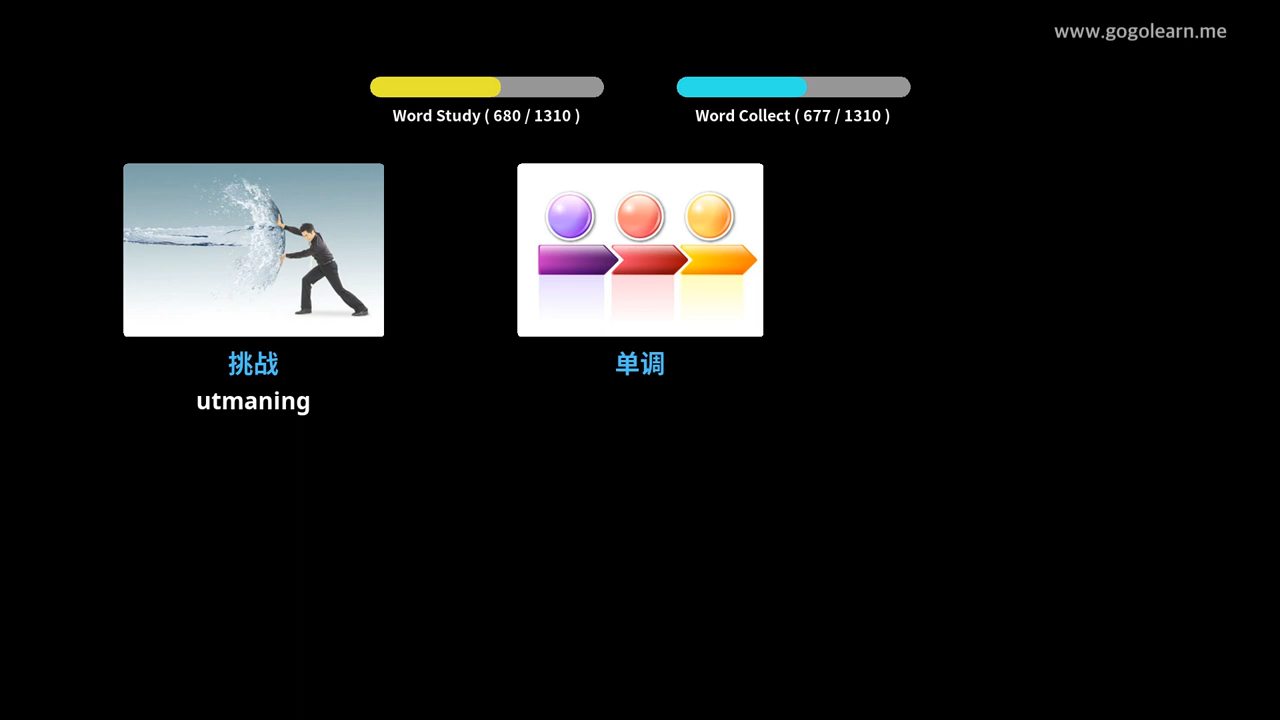 www.gogolearn.me
Word Study ( 680 / 1310 )
Word Collect ( 677 / 1310 )
挑战
utmaning
单调